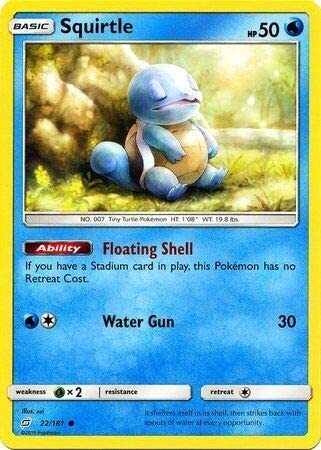 BASIC Squirtle HP 50
NO. 007 Tiny Turtle Pokémon HT: 1'08" WT: 19.8 lbs.
Ability Floating Shell
If you have a Stadium card in play, this Pokémon has no
Retreat Cost.
Water Gun 30
weakness × 2 resistance retreat
Illus. sui
22/181
©2019 Pokémon
It shelters itself in its shell, then strikes back with
spouts of water at every opportunity.